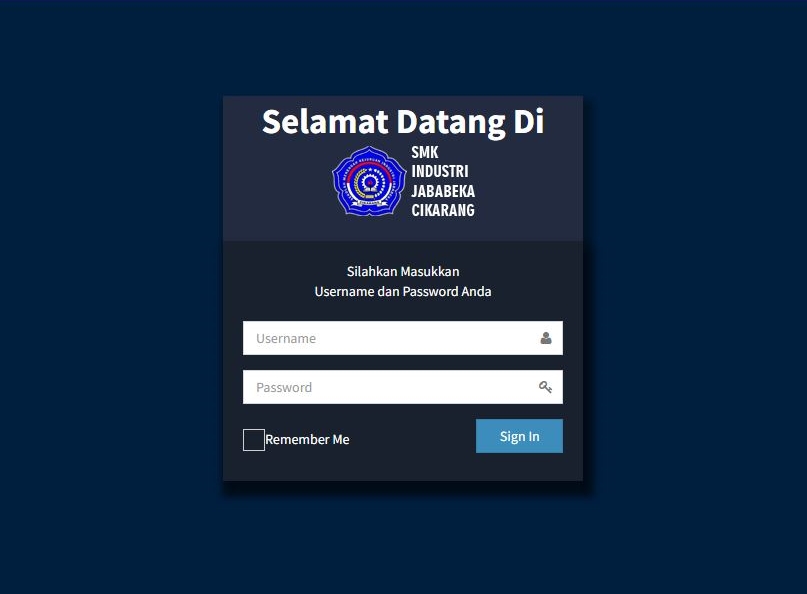 Selamat Datang Di
SMK
INDUSTRI
JABABEKA
CIKARANG
Silahkan Masukkan
Username dan Password Anda
Username
Password
Remember Me
Sign In